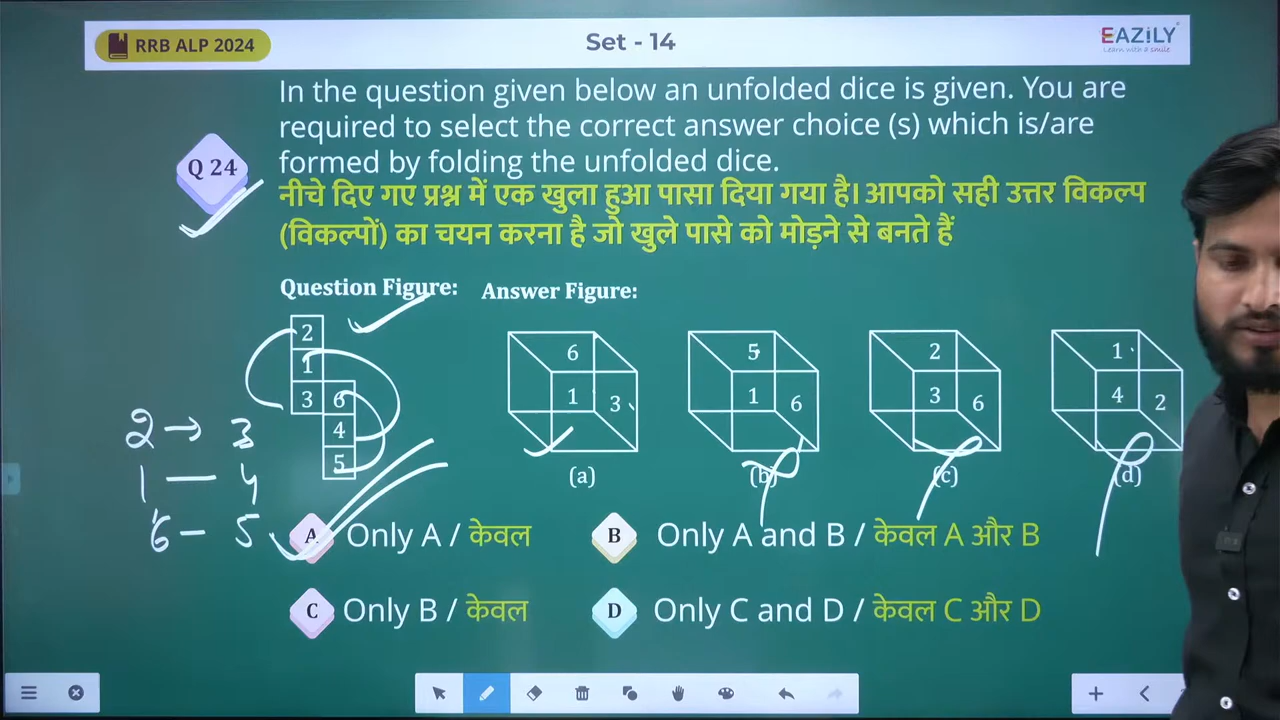 RRB ALP 2024
Set - 14
EAZILY
Learn with a smile
Q 24
In the question given below an unfolded dice is given. You are
required to select the correct answer choice (s) which is/are
formed by folding the unfolded dice.
नीचे दिए गए प्रश्न में एक खुला हुआ पासा दिया गया है। आपको सही उत्तर विकल्प
(विकल्पों) का चयन करना है जो खुले पासे को मोड़ने से बनते हैं
Question Figure:
Answer Figure:
2
1
3 6
4
5
2 → 3
1 — 4
6 – 5
6
1 3
(a)
5
1 6
(b)
2
3 6
(c)
1
4 2
(d)
A Only A / केवल
B Only A and B / केवल A और B
C Only B / केवल
D Only C and D / केवल C और D